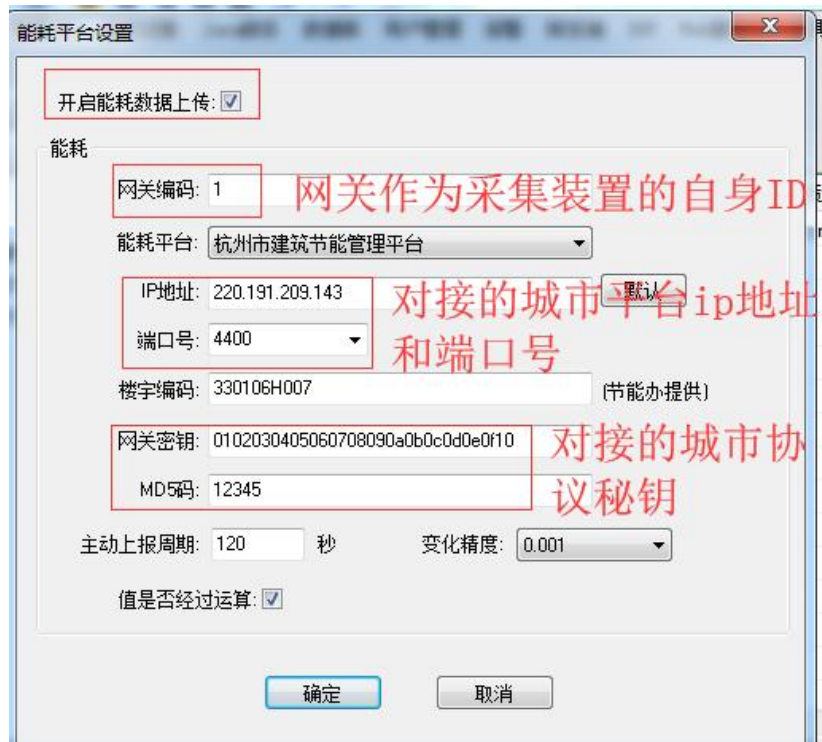 能耗平台设置
开启能耗数据上传:
能耗
网关编码: 1
网关作为采集装置的自身ID
能耗平台: 杭州市建筑节能管理平台
IP地址: 220.191.209.143
默认
对接的城市平台ip地址
端口号: 4400
和端口号
楼宇编码: 330106H007 (节能办提供)
网关密钥: 0102030405060708090a0b0c0d0e0f10
对接的城市协
MD5码: 12345
议秘钥
主动上报周期: 120 秒 变化精度: 0.001
值是否经过运算:
确定 取消